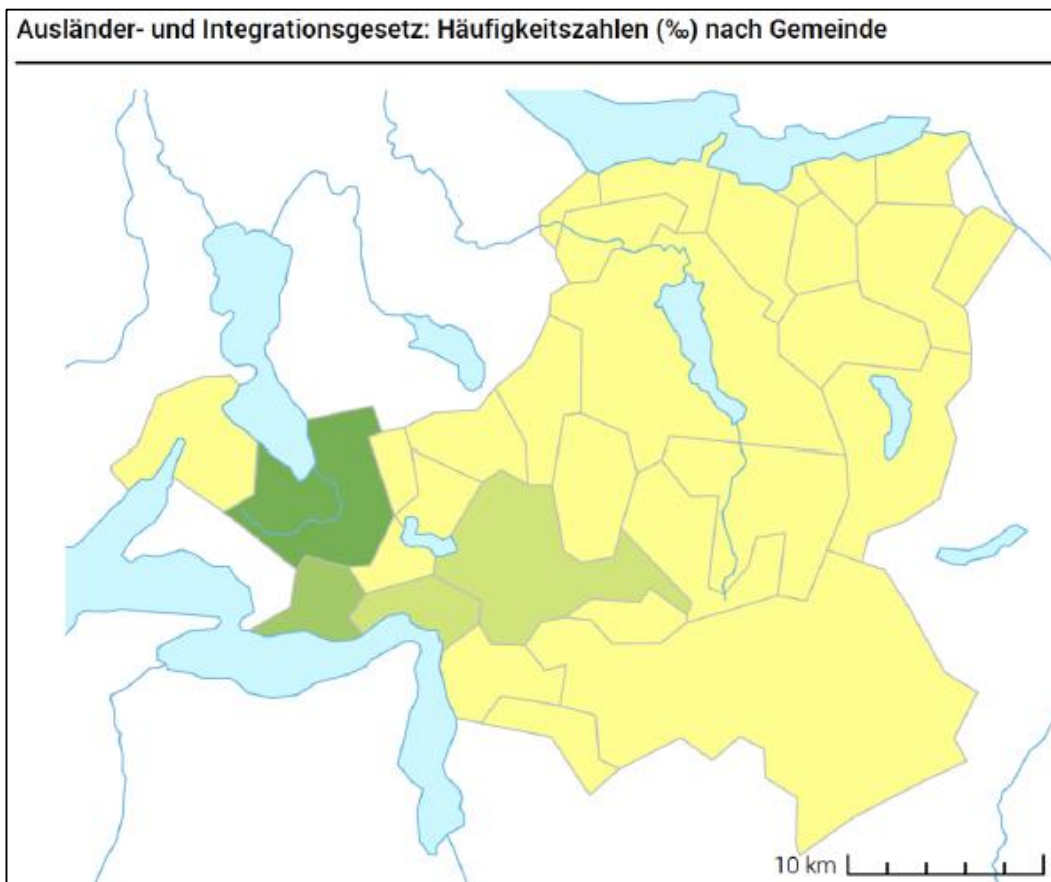 Ausländer- und Integrationsgesetz: Häufigkeitszahlen (‰) nach Gemeinde
10 km